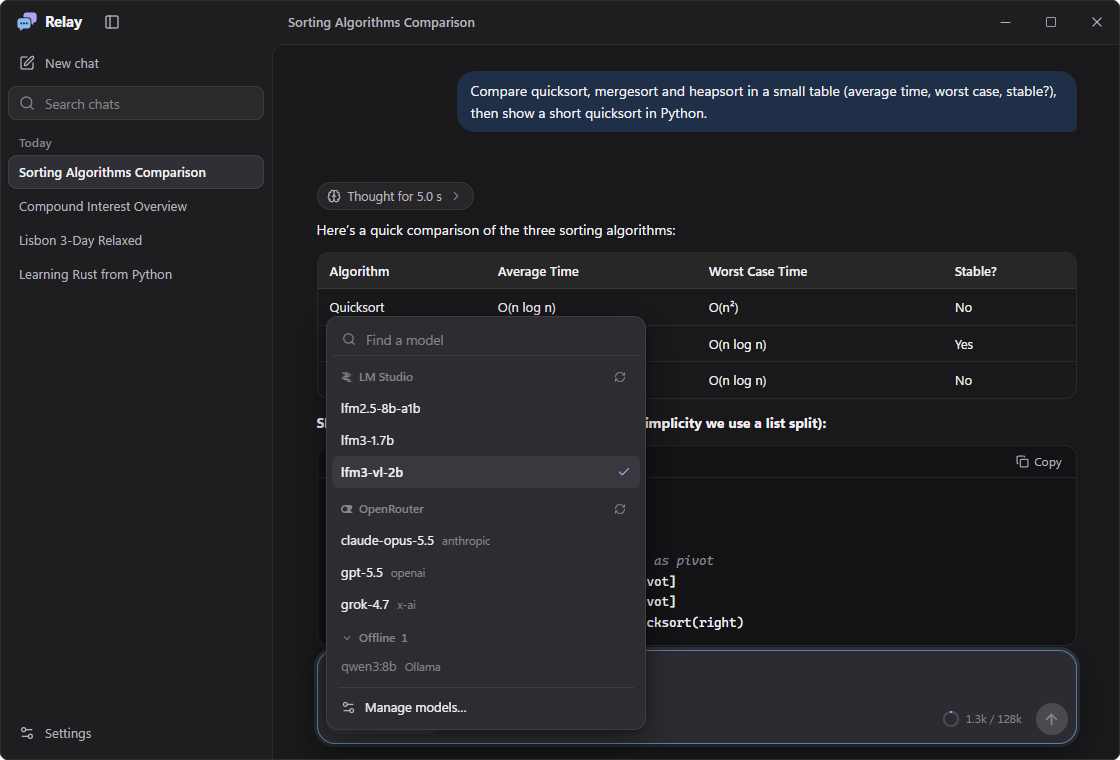 Relay
Sorting Algorithms Comparison
New chat
Search chats
Today
Sorting Algorithms Comparison
Compound Interest Overview
Lisbon 3-Day Relaxed
Learning Rust from Python
Settings
Compare quicksort, mergesort and heapsort in a small table (average time, worst case, stable?),
then show a short quicksort in Python.
Thought for 5.0 s
Here’s a quick comparison of the three sorting algorithms:
Algorithm Average Time Worst Case Time Stable?
Quicksort O(n log n) O(n²) No
O(n log n) Yes
O(n log n) No
implicity we use a list split):
Copy
as pivot
vot]
vot]
cksort(right)
Find a model
LM Studio
lfm2.5-8b-a1b
lfm3-1.7b
lfm3-vl-2b
OpenRouter
claude-opus-5.5 anthropic
gpt-5.5 openai
grok-4.7 x-ai
Offline 1
qwen3:8b Ollama
Manage models...
1.3k / 128k